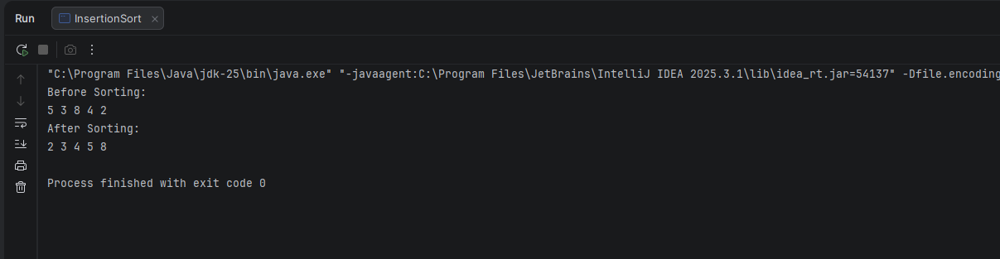 Run InsertionSort
"C:\Program Files\Java\jdk-25\bin\java.exe" "-javaagent:C:\Program Files\JetBrains\IntelliJ IDEA 2025.3.1\lib\idea_rt.jar=54137" -Dfile.encoding
Before Sorting:
5 3 8 4 2
After Sorting:
2 3 4 5 8
Process finished with exit code 0